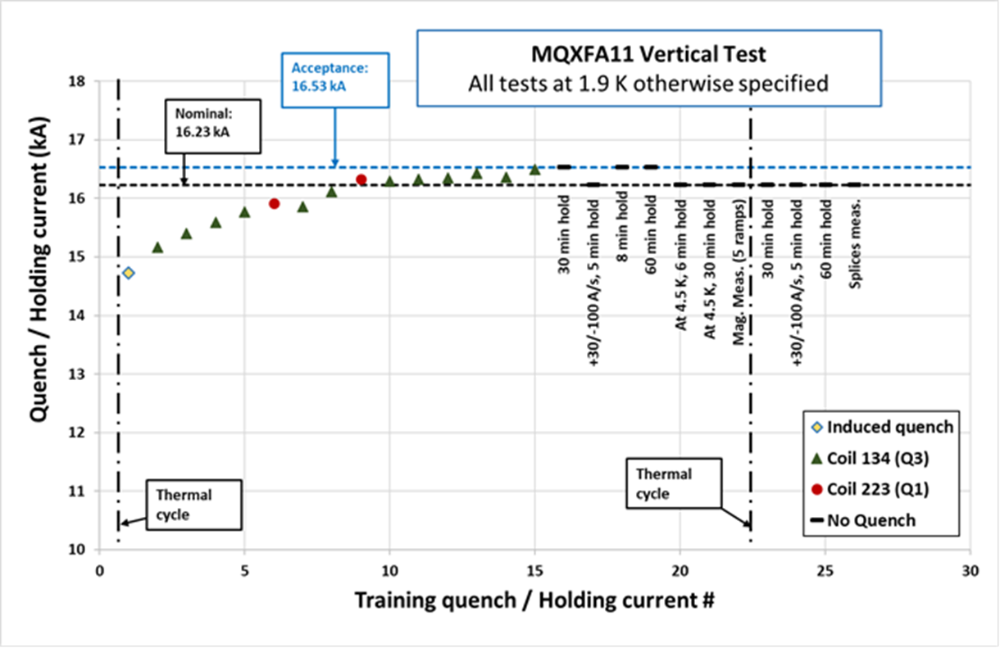 MQXFA11 Vertical Test
All tests at 1.9 K otherwise specified
Acceptance:
16.53 kA
Nominal:
16.23 kA
Quench / Holding current (kA)
18
17
16
15
14
13
12
11
10
30 min hold
+30/-100 A/s, 5 min hold
8 min hold
60 min hold
At 4.5 K, 6 min hold
At 4.5 K, 30 min hold
Mag. Meas. (5 ramps)
30 min hold
+30/-100 A/s, 5 min hold
60 min hold
Splices meas.
Induced quench
Coil 134 (Q3)
Coil 223 (Q1)
No Quench
Thermal
cycle
Thermal
cycle
0
5
10
15
20
25
30
Training quench / Holding current #